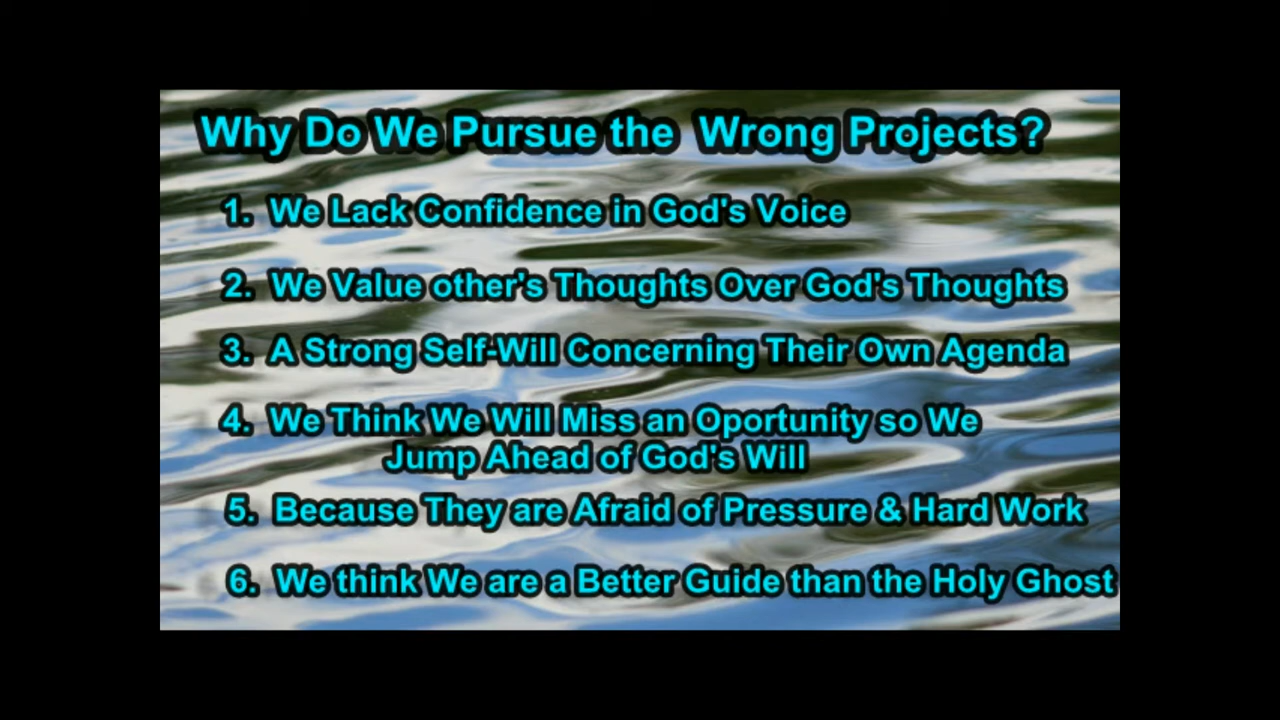 Why Do We Pursue the Wrong Projects?
1. We Lack Confidence in God's Voice
2. We Value other's Thoughts Over God's Thoughts
3. A Strong Self-Will Concerning Their Own Agenda
4. We Think We Will Miss an Oportunity so We
Jump Ahead of God's Will
5. Because They are Afraid of Pressure & Hard Work
6. We think We are a Better Guide than the Holy Ghost